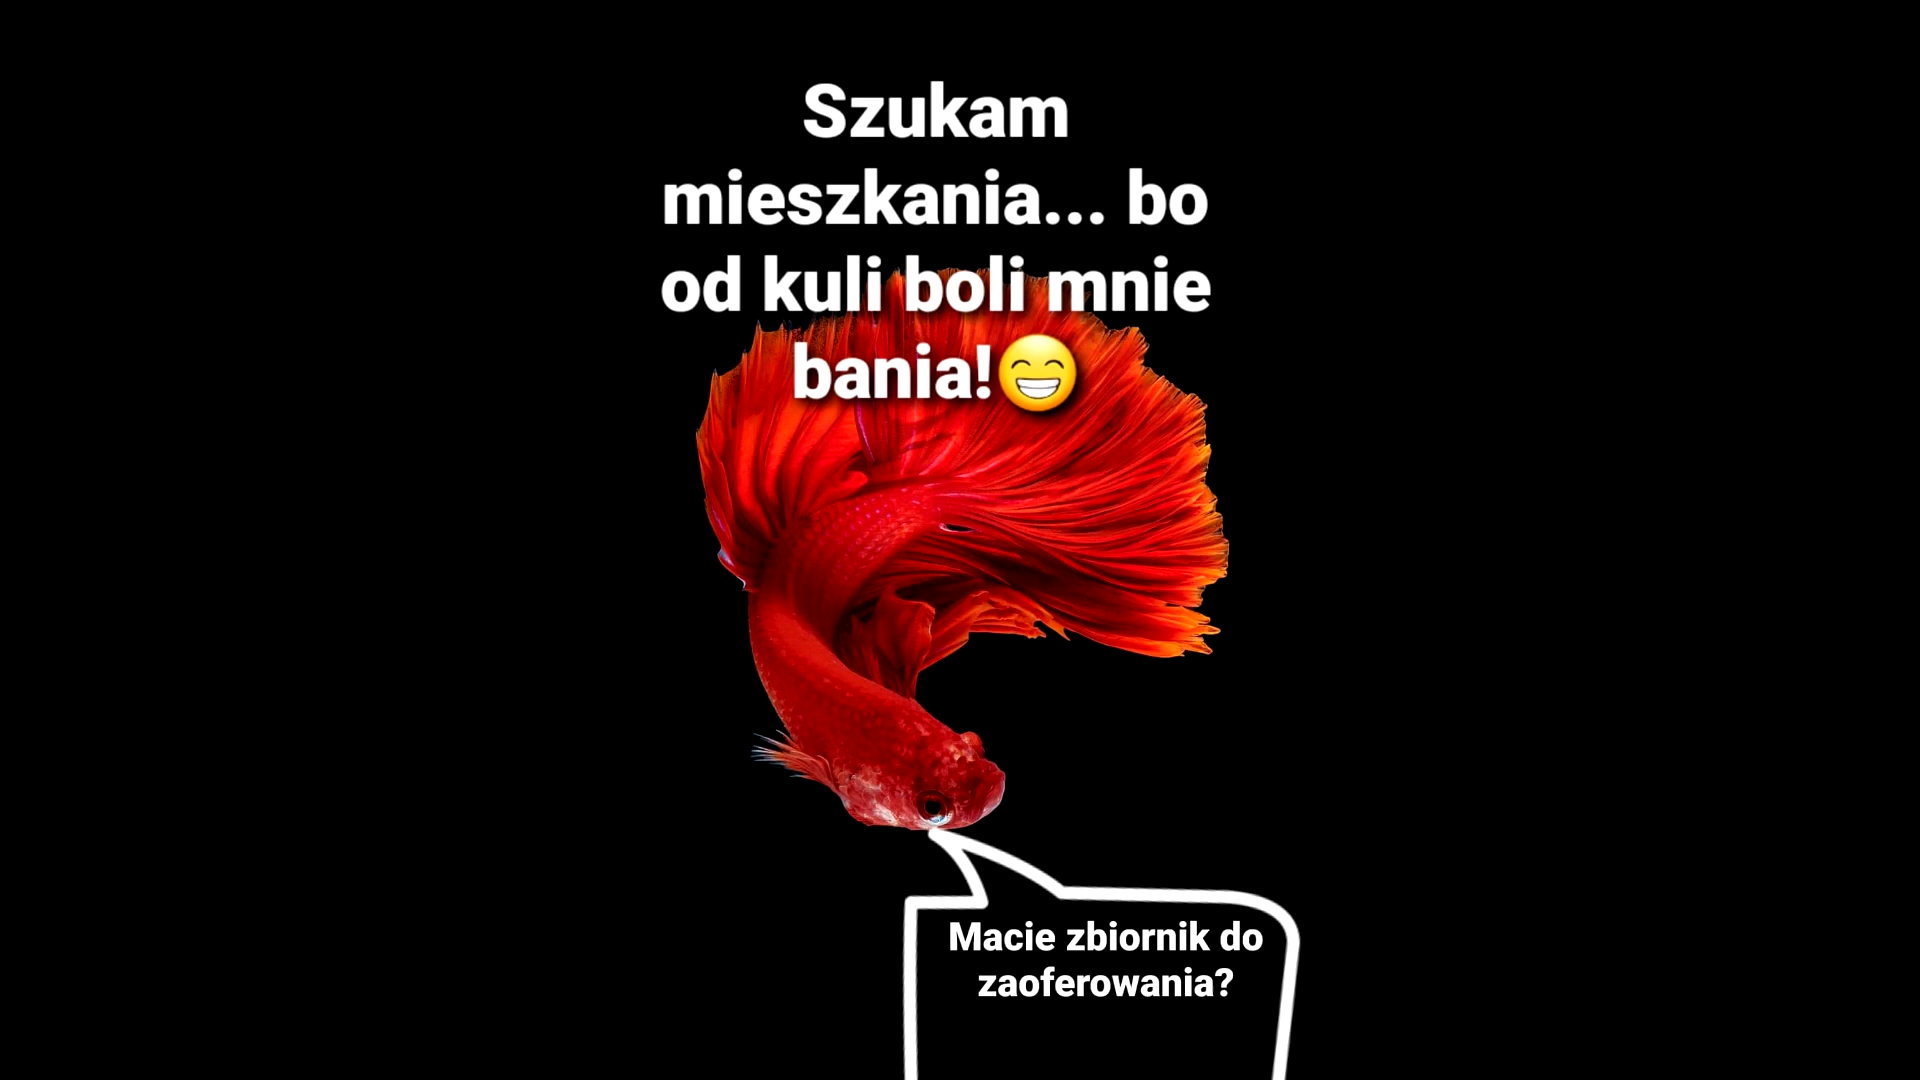 Szukam
mieszkania... bo
od kuli boli mnie
bania!😁
Macie zbiornik do
zaoferowania?